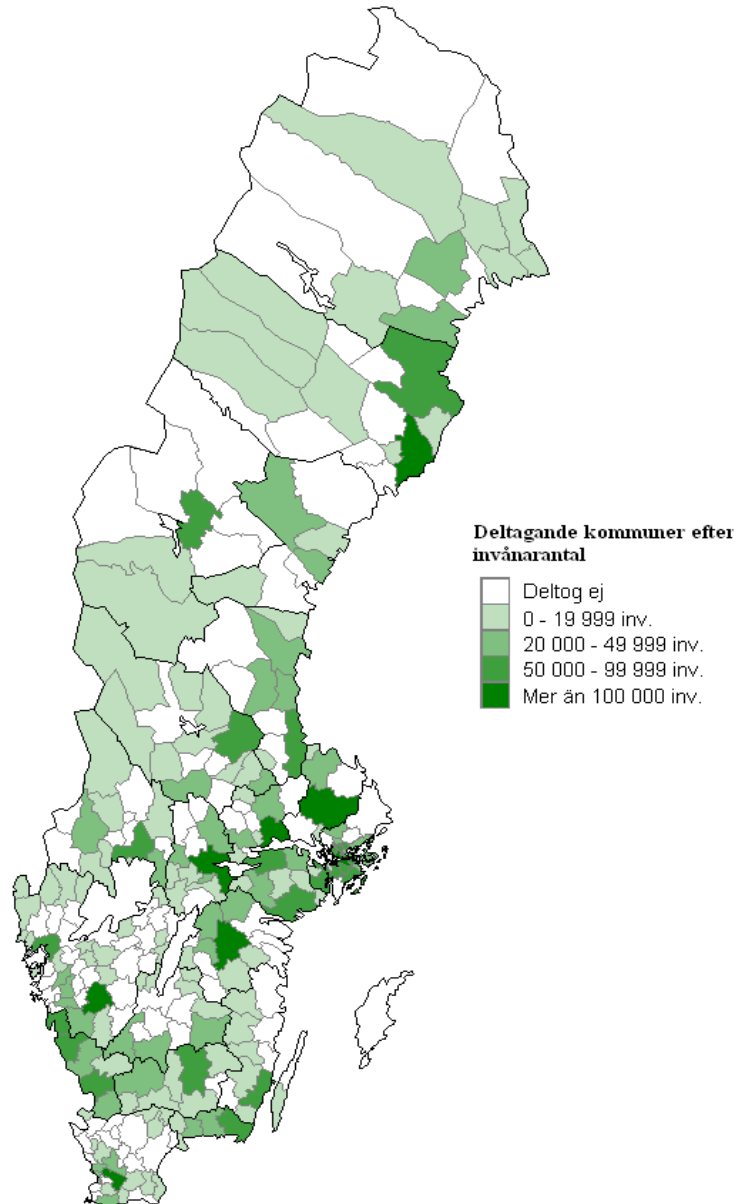 Deltagande kommuner efter
invånarantal
Deltog ej
0 - 19 999 inv.
20 000 - 49 999 inv.
50 000 - 99 999 inv.
Mer än 100 000 inv.